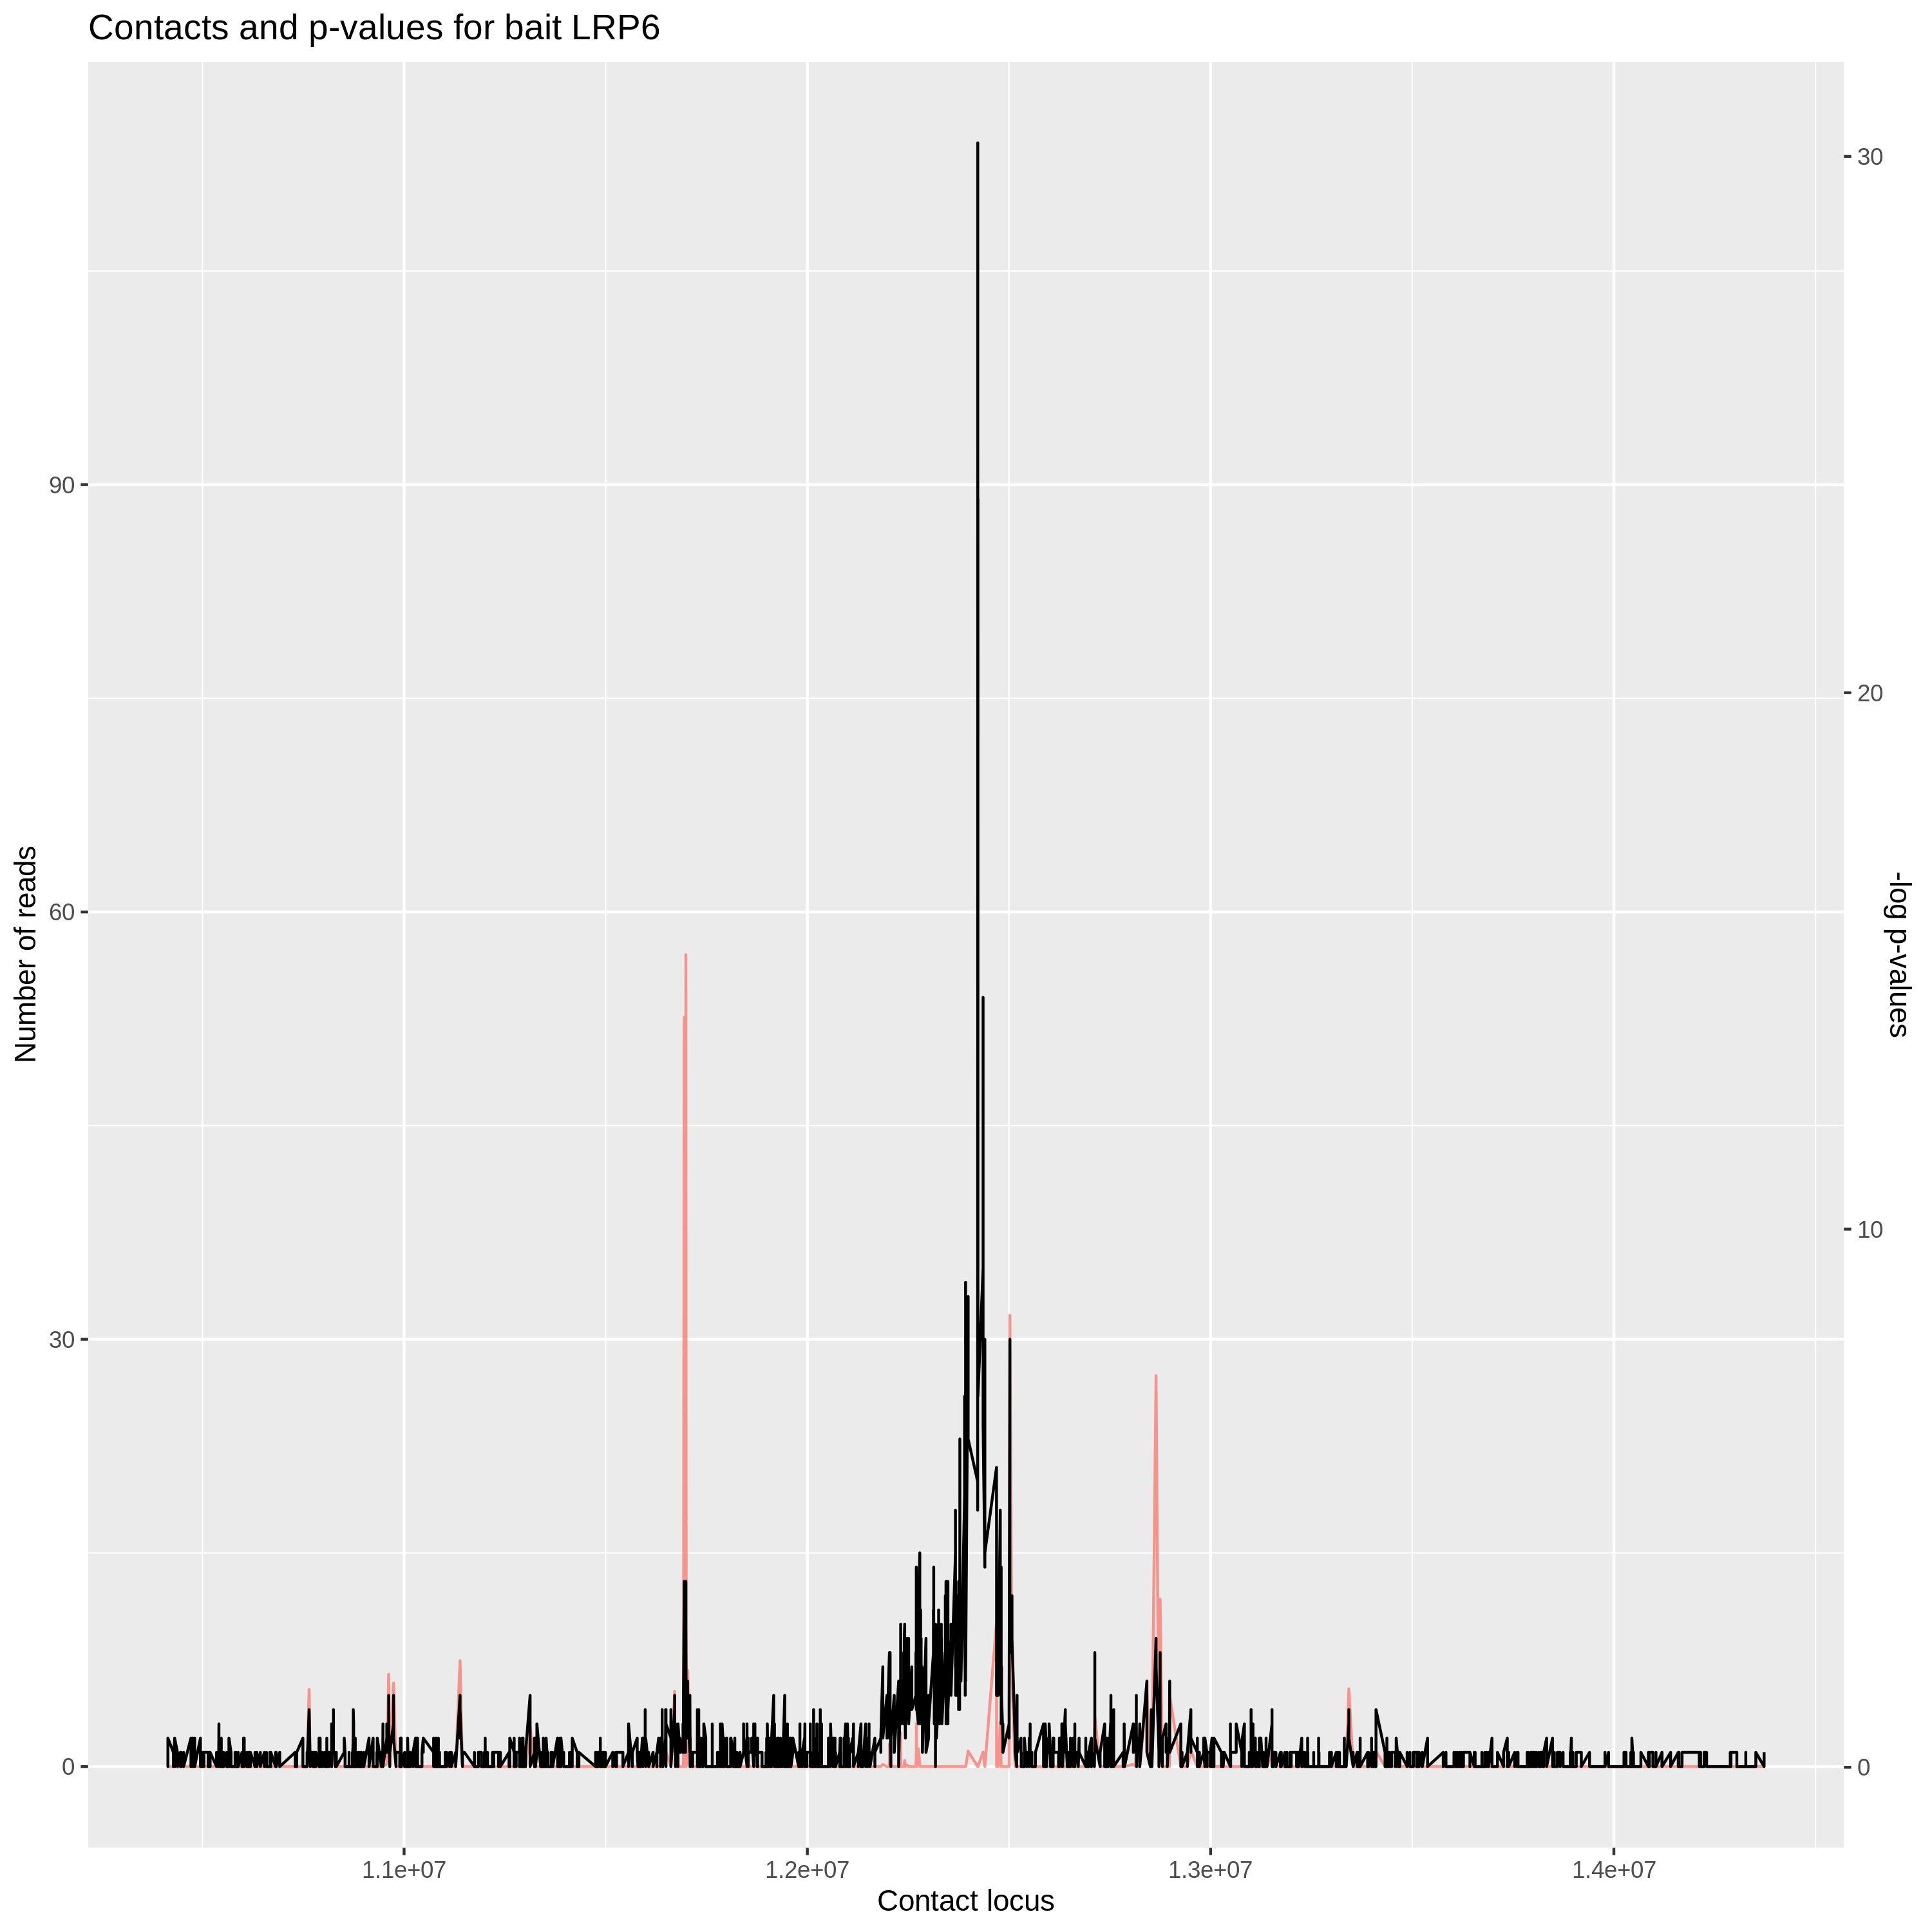 Contacts and p-values for bait LRP6
Number of reads
90
60
30
0
30
20
10
0
-log p-values
1.1e+07
1.2e+07
1.3e+07
1.4e+07
Contact locus